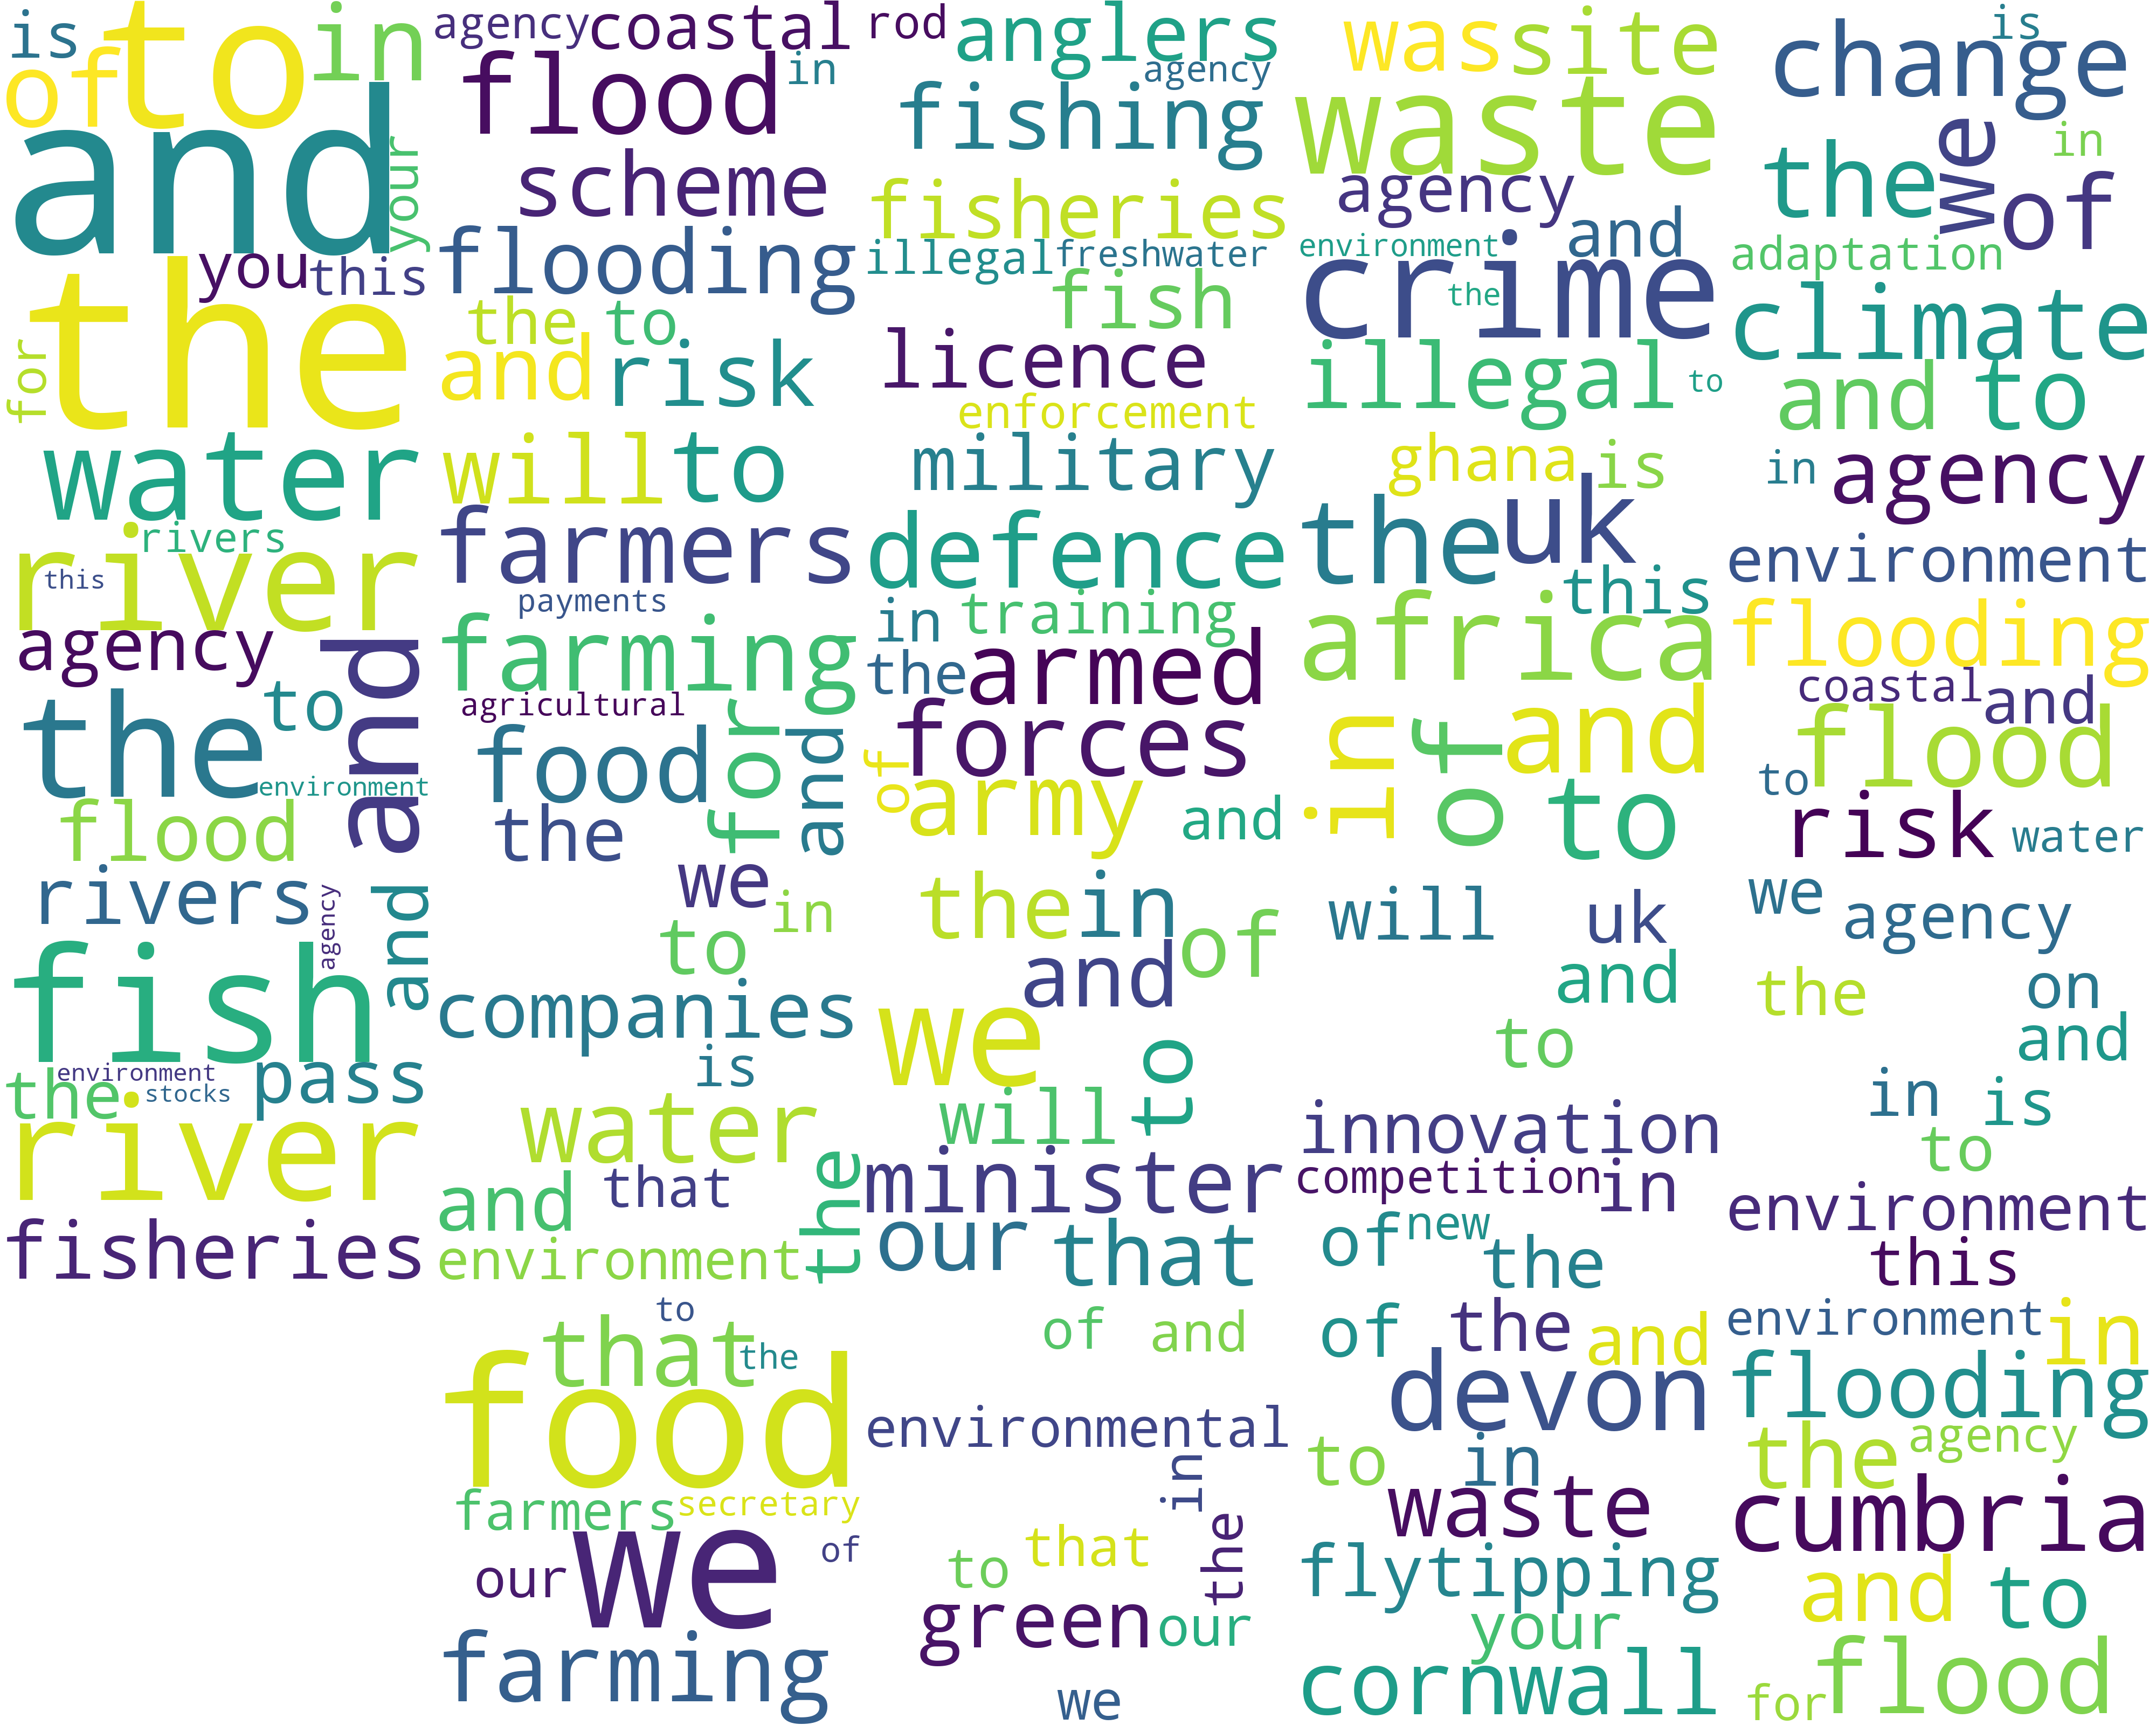 is
to
in
of
and
your
you
this
for
the
agency
coastal
flood
in
scheme
flooding
the
to
and
risk
rod
anglers
agency
fishing
fisheries
illegal
freshwater
fish
licence
enforcement
was
site
waste
agency
environment
and
crime
the
illegal
to
is
change
we
in
the
of
adaptation
climate
and
to
water
rivers
river
this
agency
and
the
to
environment
flood
will
to
farmers
payments
farming
agricultural
food
for
and
the
military
defence
in
training
the
armed
forces
of
army
and
ghana
is
the
uk
this
africa
in
of
and
to
in
agency
environment
flooding
coastal
and
flood
to
risk
water
rivers
agency
and
fish
environment
the
stocks
pass
river
fisheries
we
to
in
companies
is
water
and
that
the
environment
the
in
and
of
we
to
will
minister
our
that
will
uk
and
to
innovation
competition
in
of
new
the
we
agency
the
on
and
in
is
to
environment
this
to
that
the
food
farmers
secretary
our
we
of
farming
of
and
environmental
in
that
to
the
green
our
we
of
the
and
devon
to
in
waste
flytipping
your
cornwall
environment
in
flooding
the
agency
cumbria
and
to
for
flood